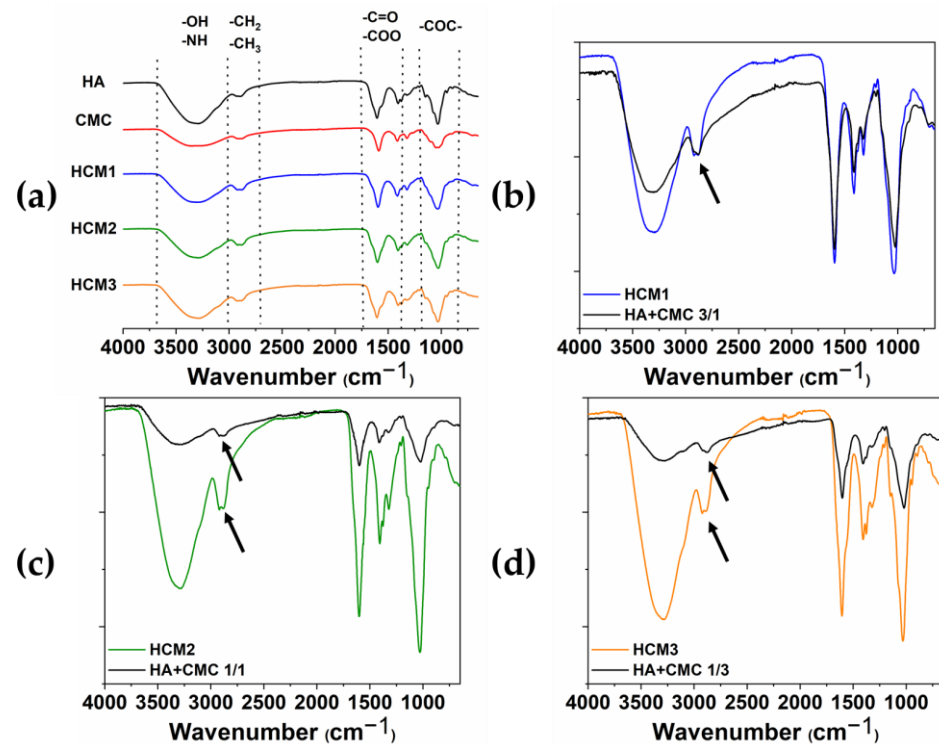 (a)
-OH
-NH
-CH₂
-CH₃
-C=O
-COO
-COC-
HA
CMC
HCM1
HCM2
HCM3
4000 3500 3000 2500 2000 1500 1000
Wavenumber (cm⁻¹)
(b)
HCM1
HA+CMC 3/1
4000 3500 3000 2500 2000 1500 1000
Wavenumber (cm⁻¹)
(c)
HCM2
HA+CMC 1/1
4000 3500 3000 2500 2000 1500 1000
Wavenumber (cm⁻¹)
(d)
HCM3
HA+CMC 1/3
4000 3500 3000 2500 2000 1500 1000
Wavenumber (cm⁻¹)